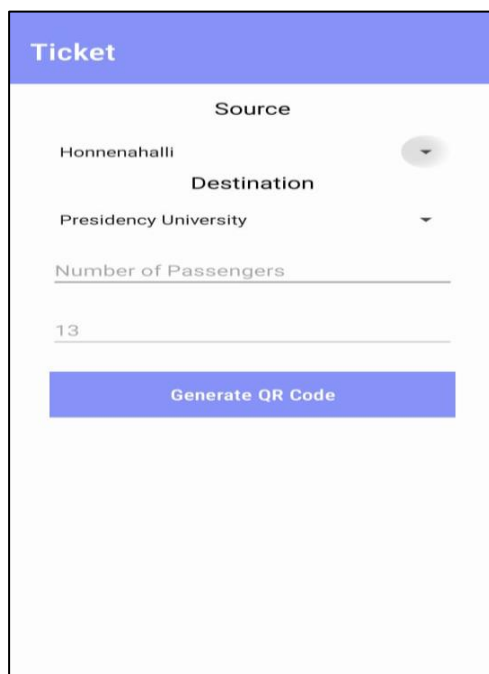 Ticket
Source
Honnenahalli
Destination
Presidency University
Number of Passengers
13
Generate QR Code